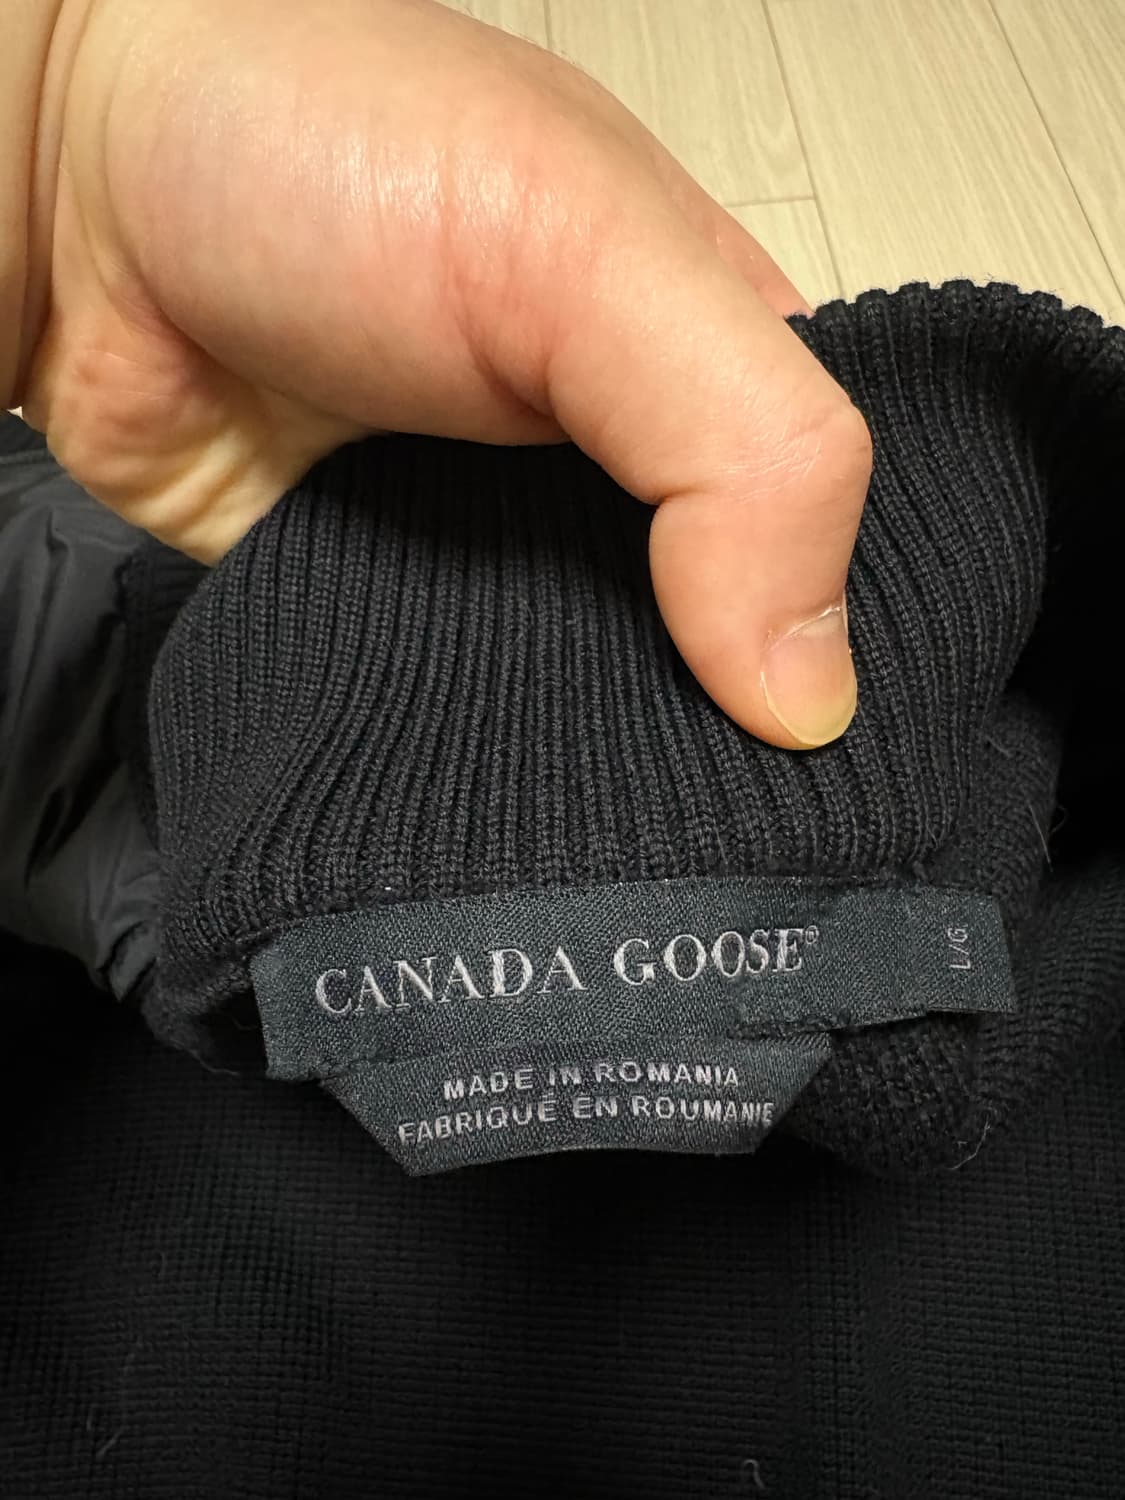 CANADA GOOSE®
L/G
MADE IN ROMANIA
FABRIQUÉ EN ROUMANIE